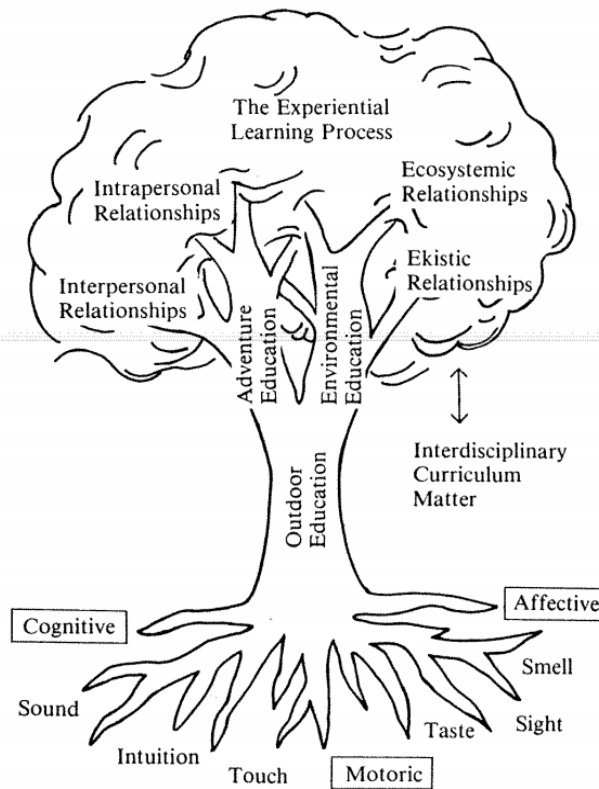 The Experiential
Learning Process
Intrapersonal
Relationships
Ecosystemic
Relationships
Interpersonal
Relationships
Ekistic
Relationships
Adventure
Education
Environmental
Education
Interdisciplinary
Curriculum
Matter
Outdoor
Education
Cognitive
Affective
Sound
Intuition
Touch
Motoric
Taste
Sight
Smell